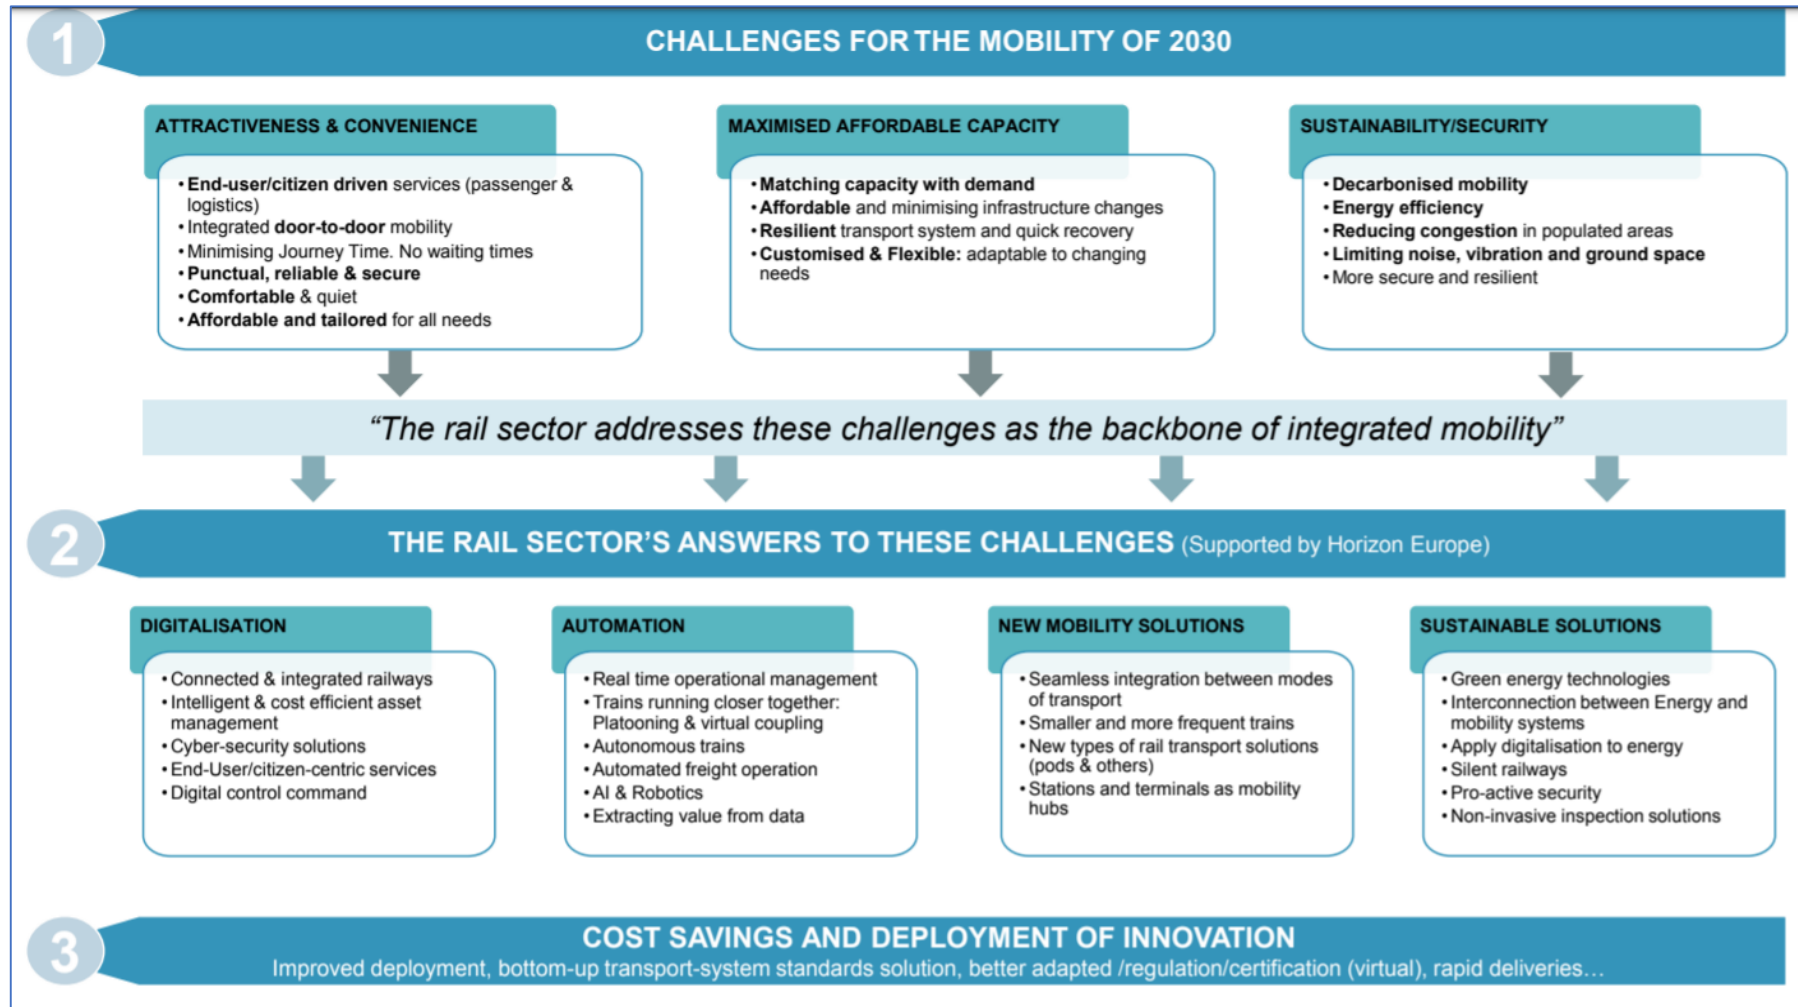 1
CHALLENGES FOR THE MOBILITY OF 2030
ATTRACTIVENESS & CONVENIENCE
• End-user/citizen driven services (passenger &
logistics)
• Integrated door-to-door mobility
• Minimising Journey Time. No waiting times
• Punctual, reliable & secure
• Comfortable & quiet
• Affordable and tailored for all needs
MAXIMISED AFFORDABLE CAPACITY
• Matching capacity with demand
• Affordable and minimising infrastructure changes
• Resilient transport system and quick recovery
• Customised & Flexible: adaptable to changing
needs
SUSTAINABILITY/SECURITY
• Decarbonised mobility
• Energy efficiency
• Reducing congestion in populated areas
• Limiting noise, vibration and ground space
• More secure and resilient
“The rail sector addresses these challenges as the backbone of integrated mobility”
2
THE RAIL SECTOR’S ANSWERS TO THESE CHALLENGES (Supported by Horizon Europe)
DIGITALISATION
• Connected & integrated railways
• Intelligent & cost efficient asset
management
• Cyber-security solutions
• End-User/citizen-centric services
• Digital control command
AUTOMATION
• Real time operational management
• Trains running closer together:
Platooning & virtual coupling
• Autonomous trains
• Automated freight operation
• AI & Robotics
• Extracting value from data
NEW MOBILITY SOLUTIONS
• Seamless integration between modes
of transport
• Smaller and more frequent trains
• New types of rail transport solutions
(pods & others)
• Stations and terminals as mobility
hubs
SUSTAINABLE SOLUTIONS
• Green energy technologies
• Interconnection between Energy and
mobility systems
• Apply digitalisation to energy
• Silent railways
• Pro-active security
• Non-invasive inspection solutions
3
COST SAVINGS AND DEPLOYMENT OF INNOVATION
Improved deployment, bottom-up transport-system standards solution, better adapted /regulation/certification (virtual), rapid deliveries…